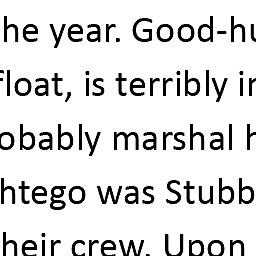 he year. Good-hu
float, is terribly in
obably marshal h
htego was Stubb
heir crew. Upon